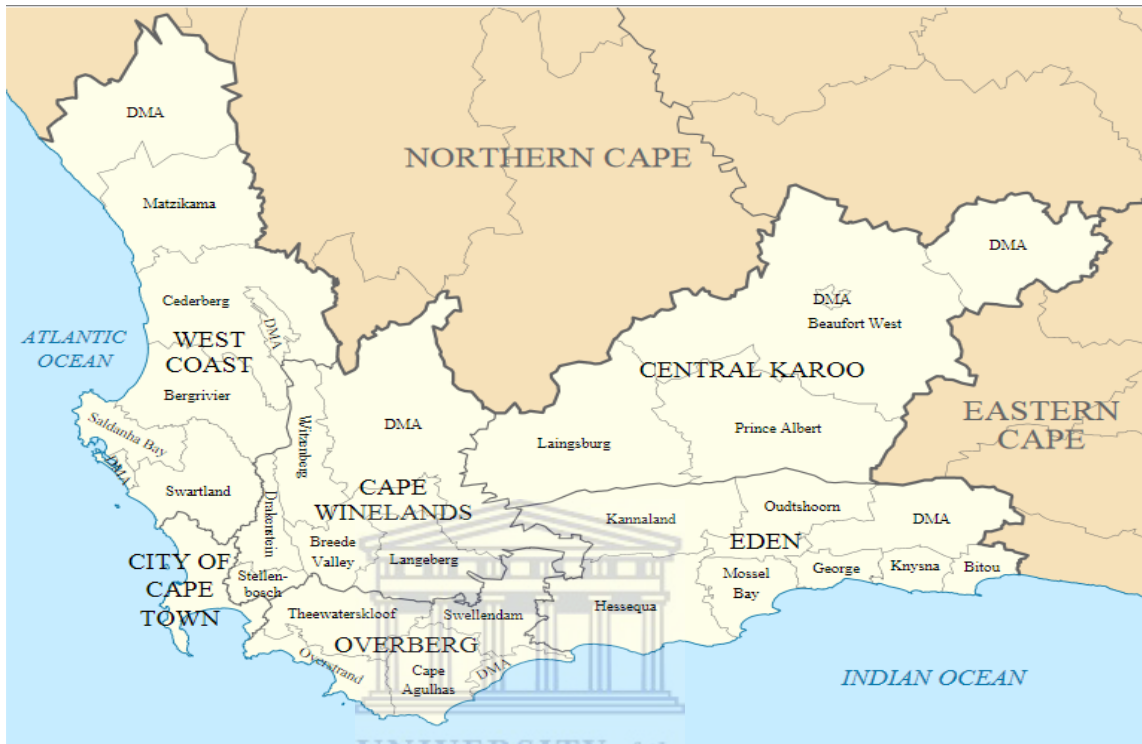 DMA
NORTHERN CAPE
Matzikama
DMA
Cederberg
DMA
DMA
Beaufort West
ATLANTIC
OCEAN
WEST
COAST
CENTRAL KAROO
Bergrivier
EASTERN
CAPE
Saldanha Bay
Witzenberg
DMA
Laingsburg
Prince Albert
DMA
Swartland
Drakenstein
CAPE
WINELANDS
Kannaland
Oudtshoorn
DMA
EDEN
Breede
Valley
Langeberg
CITY OF
CAPE
TOWN
Stellen-
bosch
Mossel
Bay
George
Knysna
Bitou
Theewaterskloof
Swellendam
Hessequa
OVERBERG
Overstrand
Cape
Agulhas
DMA
INDIAN OCEAN
UNIVERSITY